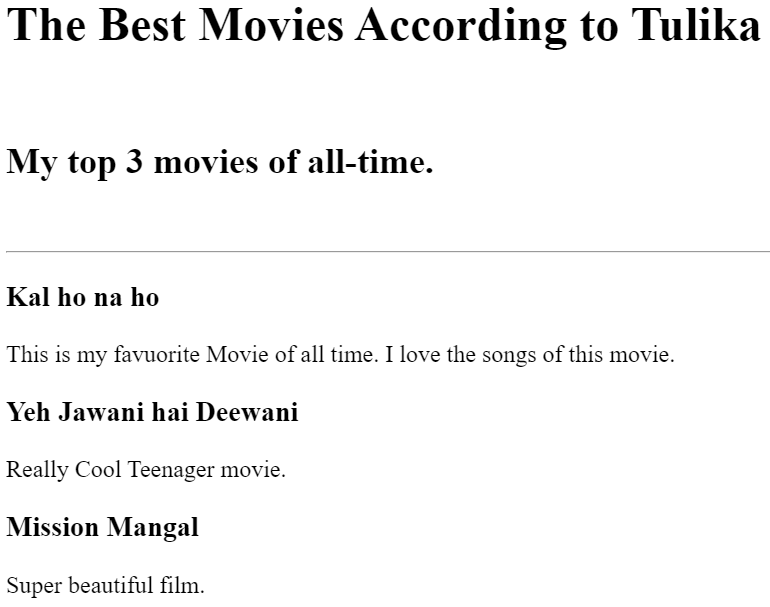 The Best Movies According to Tulika
My top 3 movies of all-time.
Kal ho na ho
This is my favuorite Movie of all time. I love the songs of this movie.
Yeh Jawani hai Deewani
Really Cool Teenager movie.
Mission Mangal
Super beautiful film.